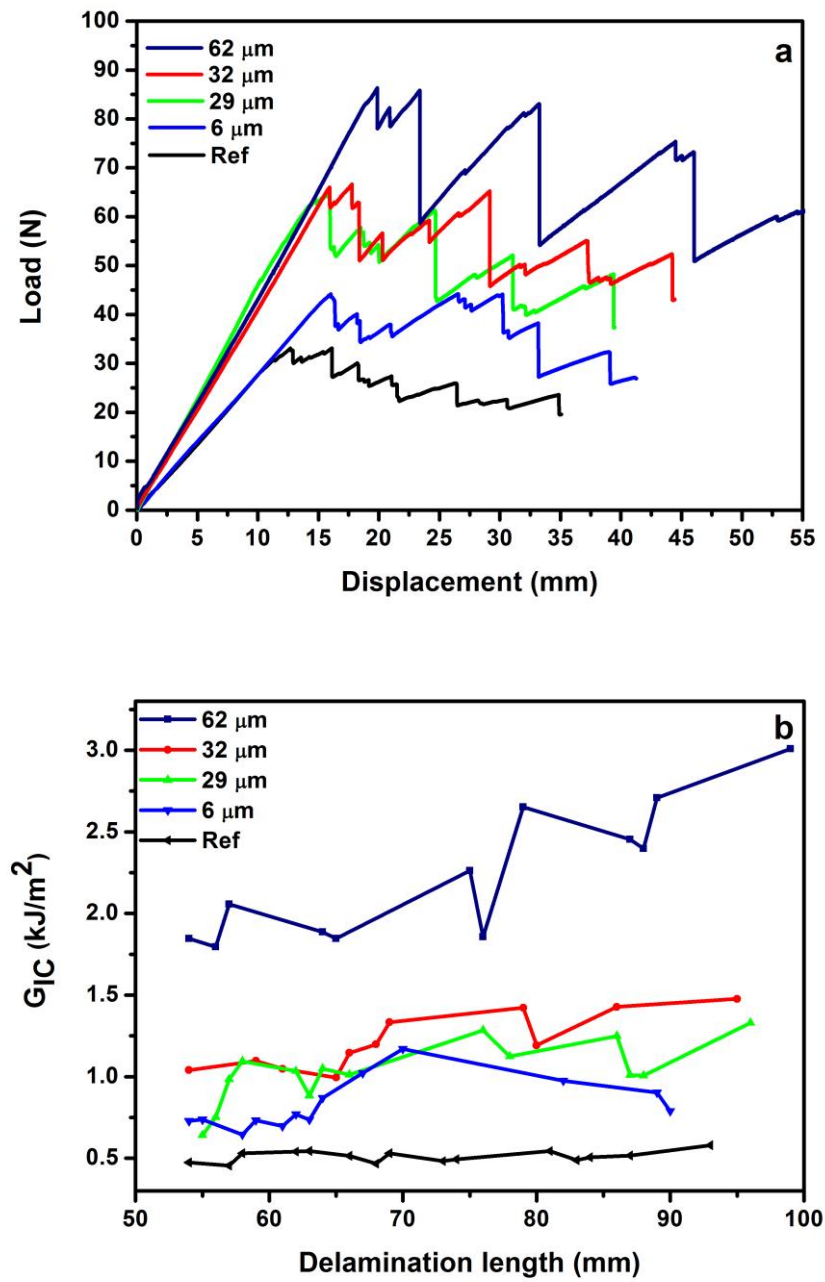 a
62 μm
32 μm
29 μm
6 μm
Ref
100
90
80
70
60
50
40
30
20
10
0
Load (N)
0 5 10 15 20 25 30 35 40 45 50 55
Displacement (mm)
b
62 μm
32 μm
29 μm
6 μm
Ref
3.0
2.5
2.0
1.5
1.0
0.5
GIC (kJ/m²)
50 60 70 80 90 100
Delamination length (mm)